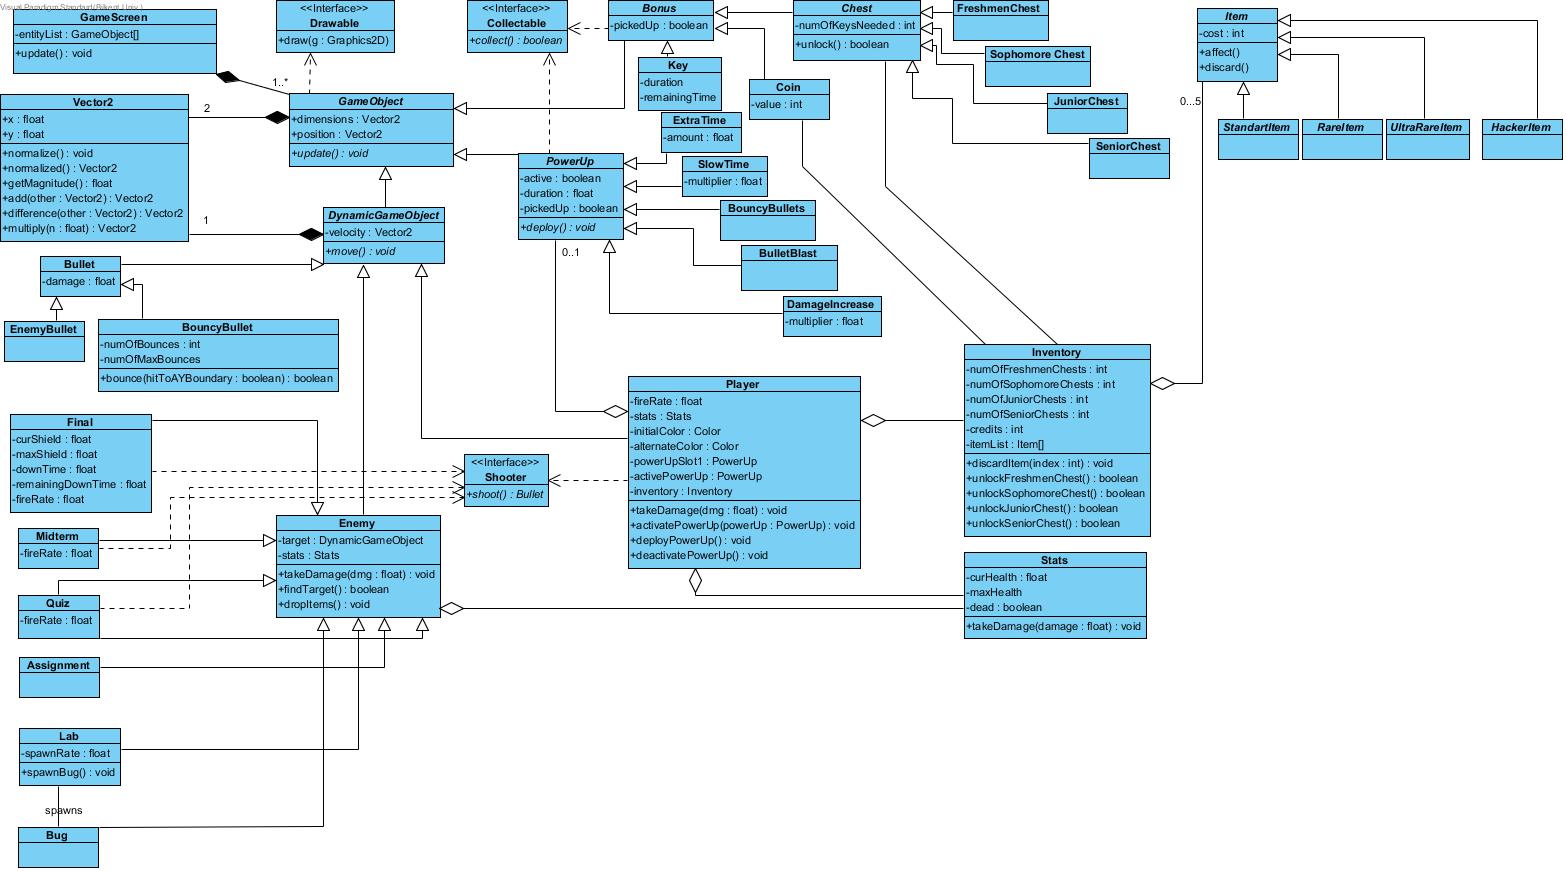 Visual Paradigm Standard(Bilkent Univ.)
GameScreen
-entityList : GameObject[]
+update() : void
<<Interface>>
Drawable
+draw(g : Graphics2D)
<<Interface>>
Collectable
+collect() : boolean
Bonus
-pickedUp : boolean
Chest
-numOfKeysNeeded : int
+unlock() : boolean
FreshmenChest
Sophomore Chest
JuniorChest
SeniorChest
Item
-cost : int
+affect()
+discard()
0...5
StandartItem
RareItem
UltraRareItem
HackerItem
Key
-duration
-remainingTime
Coin
-value : int
1..*
Vector2
+x : float
+y : float
+normalize() : void
+normalized() : Vector2
+getMagnitude() : float
+add(other : Vector2) : Vector2
+difference(other : Vector2) : Vector2
+multiply(n : float) : Vector2
2
1
GameObject
+dimensions : Vector2
+position : Vector2
+update() : void
ExtraTime
-amount : float
PowerUp
-active : boolean
-duration : float
-pickedUp : boolean
+deploy() : void
0..1
SlowTime
-multiplier : float
BouncyBullets
BulletBlast
DamageIncrease
-multiplier : float
DynamicGameObject
-velocity : Vector2
+move() : void
Bullet
-damage : float
EnemyBullet
BouncyBullet
-numOfBounces : int
-numOfMaxBounces
+bounce(hitToAYBoundary : boolean) : boolean
Inventory
-numOfFreshmenChests : int
-numOfSophomoreChests : int
-numOfJuniorChests : int
-numOfSeniorChests : int
-credits : int
-itemList : Item[]
+discardItem(index : int) : void
+unlockFreshmenChest() : boolean
+unlockSophomoreChest() : boolean
+unlockJuniorChest() : boolean
+unlockSeniorChest() : boolean
Player
-fireRate : float
-stats : Stats
-initialColor : Color
-alternateColor : Color
-powerUpSlot1 : PowerUp
-activePowerUp : PowerUp
-inventory : Inventory
+takeDamage(dmg : float) : void
+activatePowerUp(powerUp : PowerUp) : void
+deployPowerUp() : void
+deactivatePowerUp() : void
Final
-curShield : float
-maxShield : float
-downTime : float
-remainingDownTime : float
-fireRate : float
<<Interface>>
Shooter
+shoot() : Bullet
Midterm
-fireRate : float
Enemy
-target : DynamicGameObject
-stats : Stats
+takeDamage(dmg : float) : void
+findTarget() : boolean
+dropItems() : void
Stats
-curHealth : float
-maxHealth
-dead : boolean
+takeDamage(damage : float) : void
Quiz
-fireRate : float
Assignment
Lab
-spawnRate : float
+spawnBug() : void
spawns
Bug